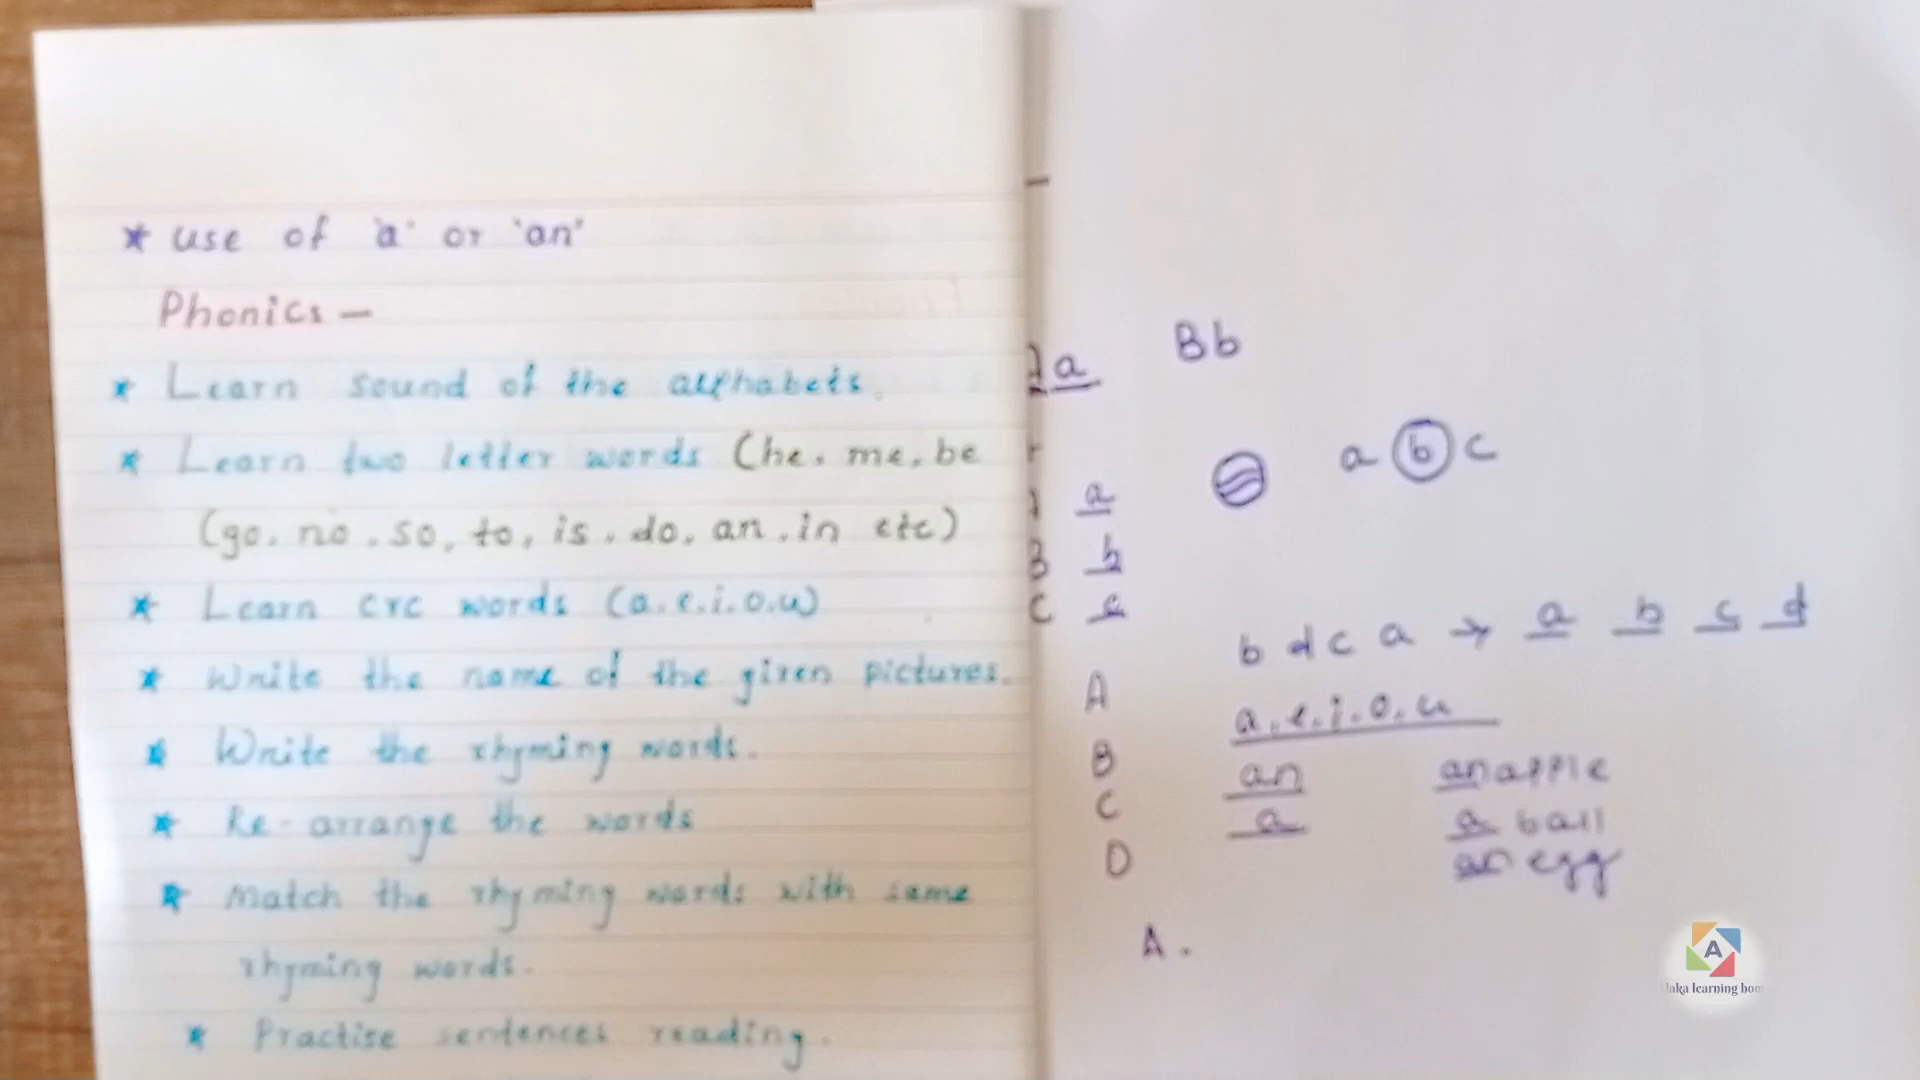 * use of 'a' or 'an'
Phonics —
* Learn sound of the alphabets.
* Learn two letter words (he, me, be
(go, no, so, to, is, do, an, in etc)
* Learn cvc words (a.e.i.o.u)
* Write the name of the given pictures.
* Write the rhyming words.
* Re-arrange the words
* Match the rhyming words with same
rhyming words.
* Practise sentences reading.
a Bb
a b c
a
B b
C c
b d c a → a b c d
A
a.e.i.o.u
B an an apple
C a a ball
D an egg
A.
A
learning